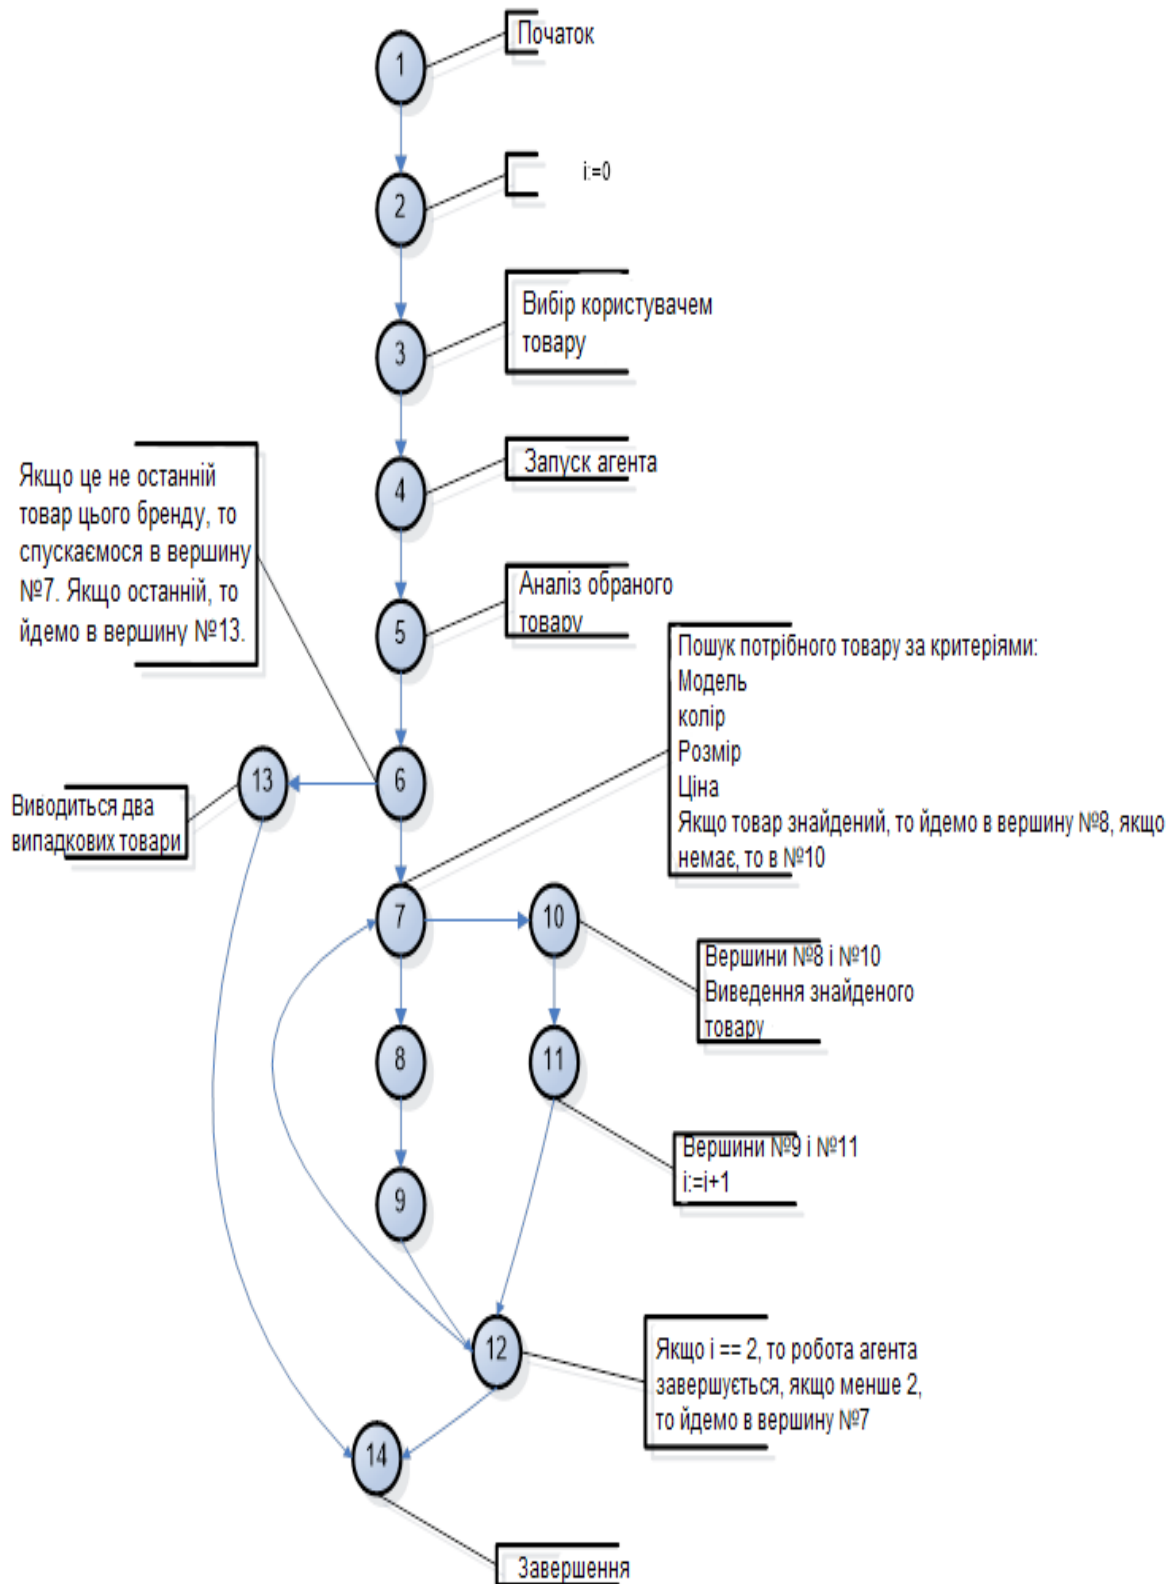 Початок
1
i:=0
2
Вибір користувачем
товару
3
Запуск агента
4
Якщо це не останній
товар цього бренду, то
спускаємося в вершину
№7. Якщо останній, то
йдемо в вершину №13.
Аналіз обраного
товару
5
Пошук потрібного товару за критеріями:
Модель
колір
Розмір
Ціна
Якщо товар знайдений, то йдемо в вершину №8, якщо
немає, то в №10
13
6
Виводиться два
випадкових товари
7
10
Вершини №8 і №10
Виведення знайденого
товару
8
11
Вершини №9 і №11
i:=i+1
9
12
Якщо і == 2, то робота агента
завершується, якщо менше 2,
то йдемо в вершину №7
14
Завершення